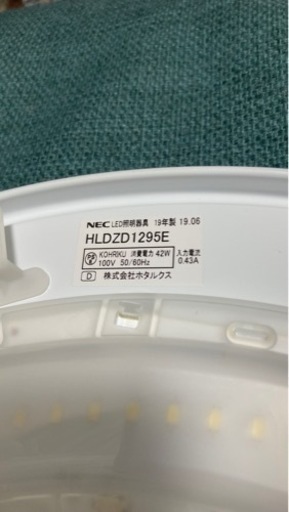 NEC LED照明器具 19年製 19.06
HLDZD1295E
PS E KOHRIKU 消費電力 42W 入力電流
100V 50/60Hz 0.43A
D 株式会社ホタルクス